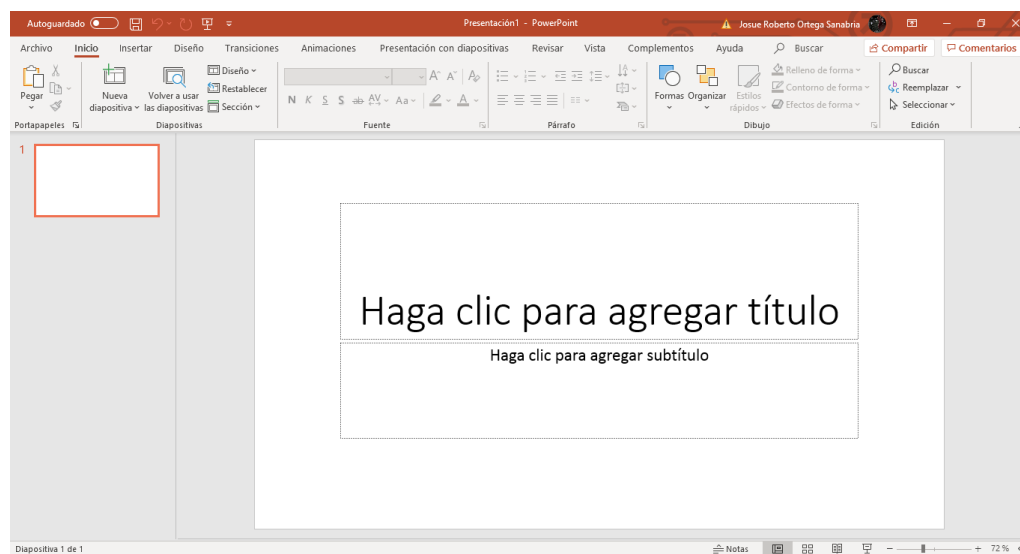 Autoguardado
Presentación1 - PowerPoint
Josue Roberto Ortega Sanabria
Archivo Inicio Insertar Diseño Transiciones Animaciones Presentación con diapositivas Revisar Vista Complementos Ayuda Buscar Compartir Comentarios
Pegar
Nueva diapositiva
Volver a usar las diapositivas
Diseño
Restablecer
Sección
N K S S ab AV Aa A
A A A
Formas
Organizar
Estilos rápidos
Relleno de forma
Contorno de forma
Efectos de forma
Buscar
Reemplazar
Seleccionar
Portapapeles Diapositivas Fuente Párrafo Dibujo Edición
1
Haga clic para agregar título
Haga clic para agregar subtítulo
Diapositiva 1 de 1
Notas
72 %